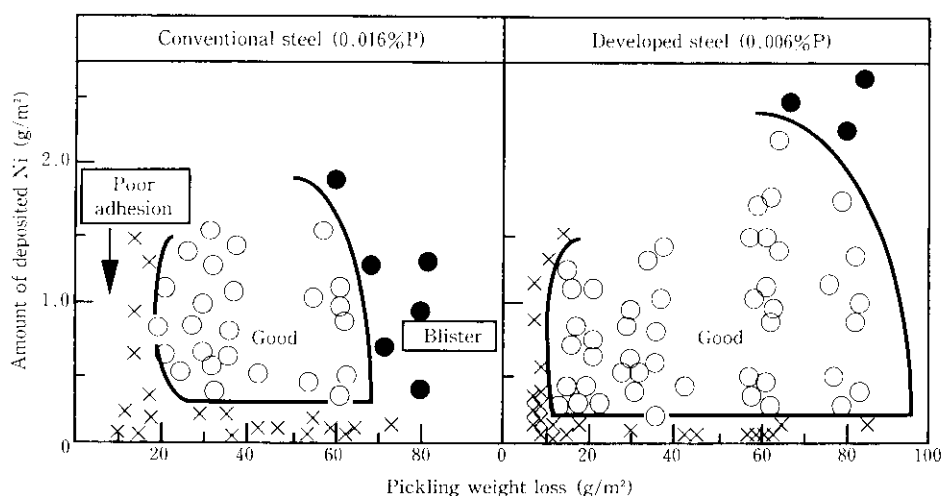 Conventional steel (0.016%P)
Developed steel (0.006%P)
Amount of deposited Ni (g/m²)
2.0
1.0
0
Poor
adhesion
Good
Blister
Good
20
40
60
80
0
20
40
60
80
100
Pickling weight loss (g/m²)